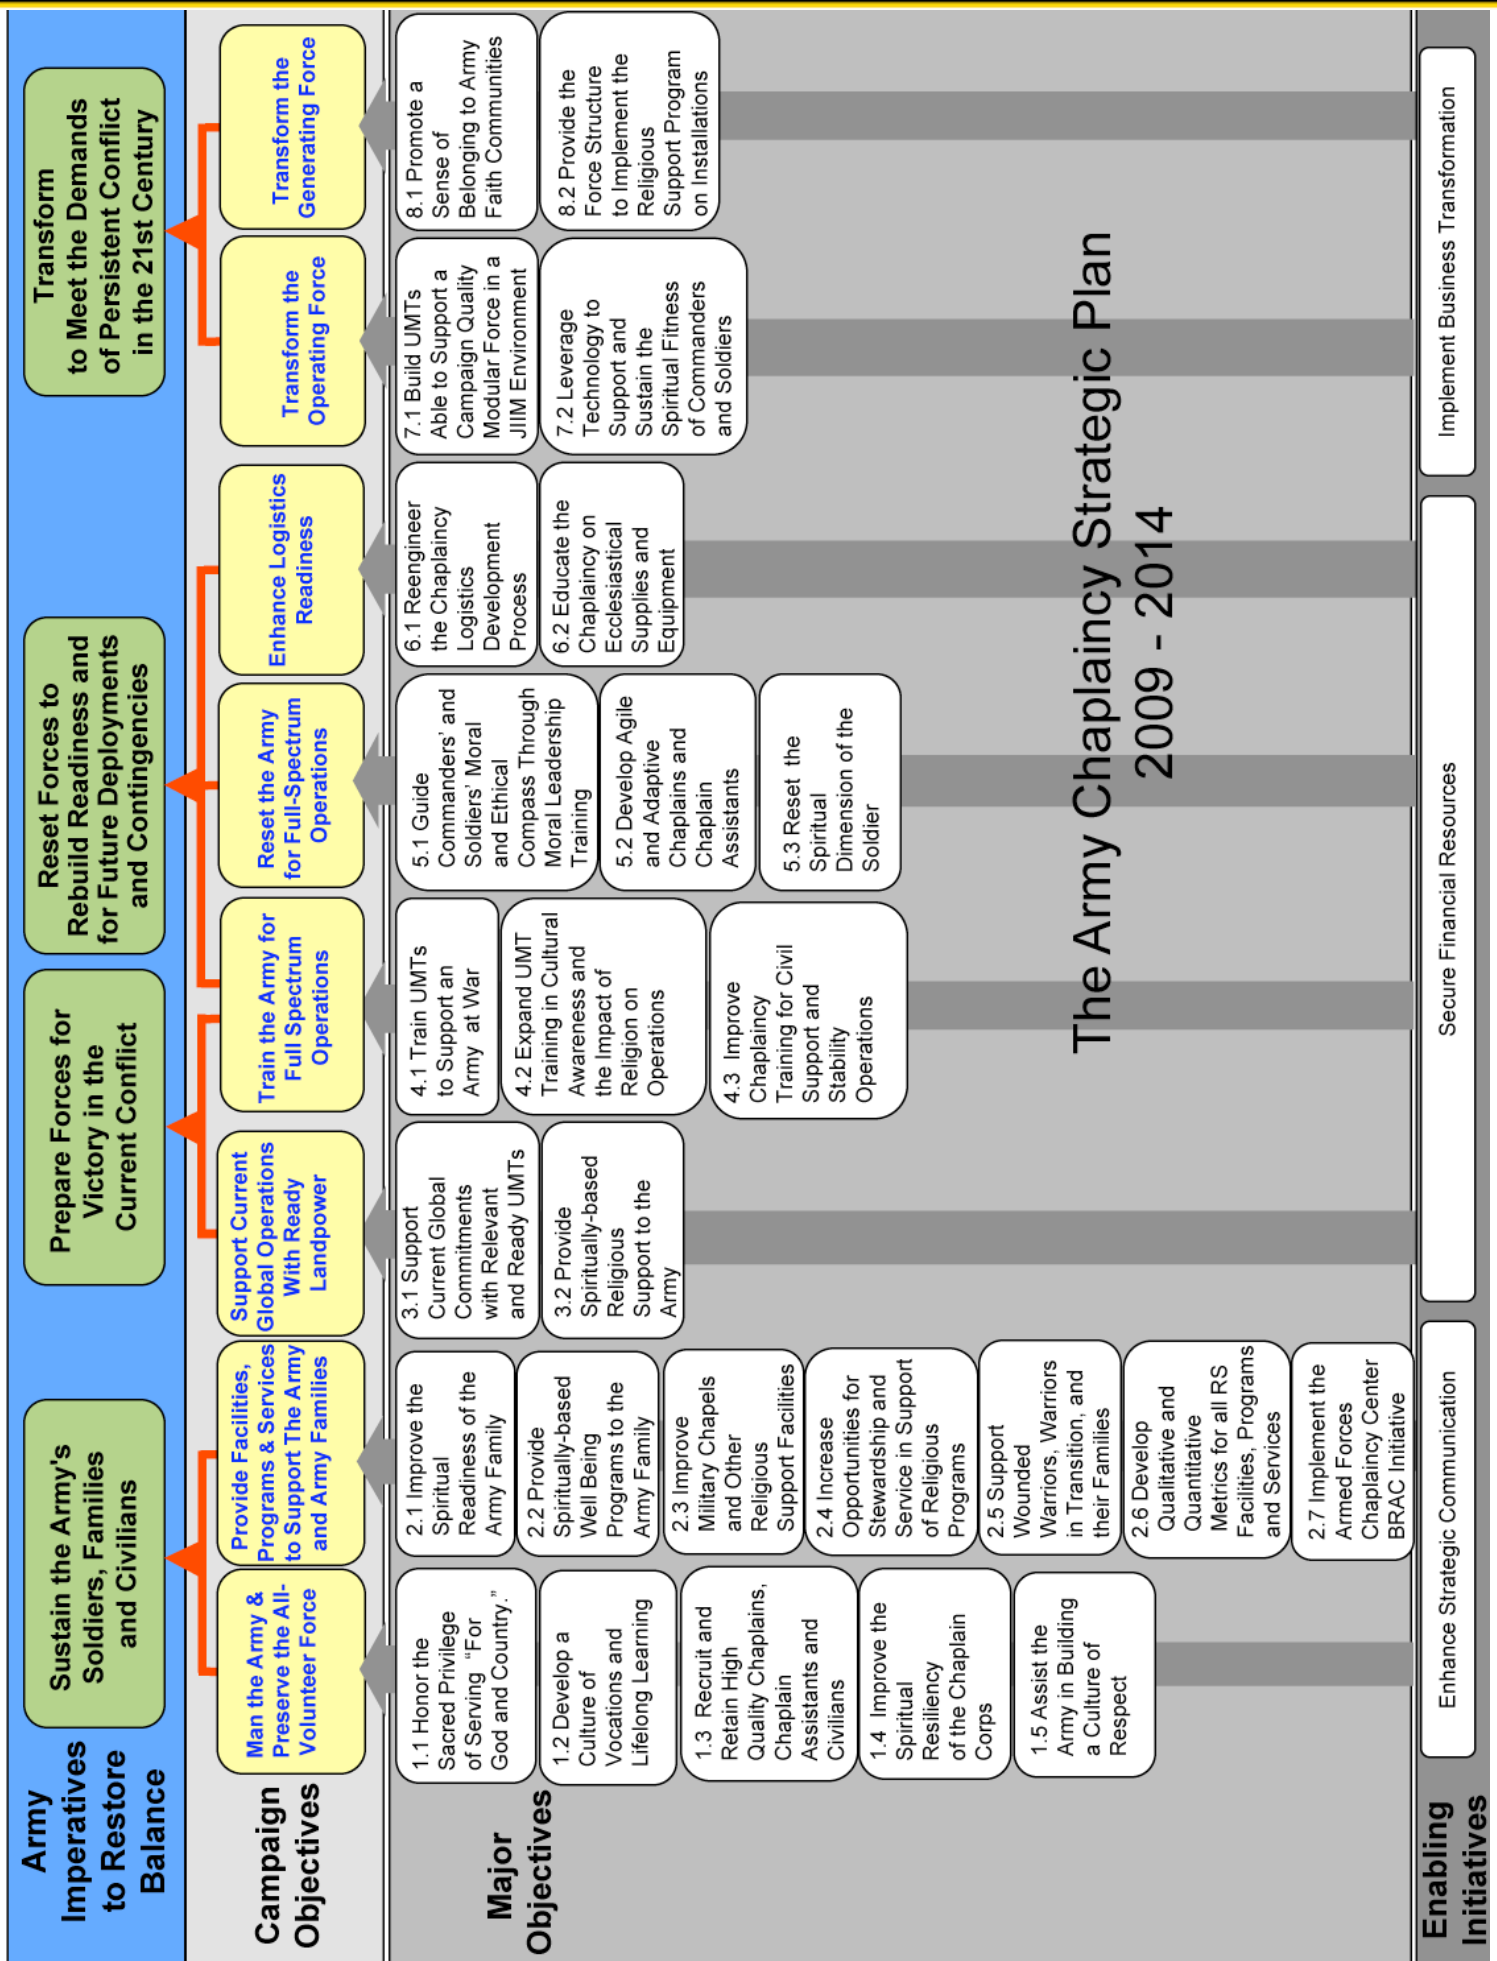 Army
Imperatives
to Restore
Balance
Sustain the Army's
Soldiers, Families
and Civilians
Prepare Forces for
Victory in the
Current Conflict
Reset Forces to
Rebuild Readiness and
for Future Deployments
and Contingencies
Transform
to Meet the Demands
of Persistent Conflict
in the 21st Century
Campaign
Objectives
Man the Army &
Preserve the All-
Volunteer Force
Provide Facilities,
Programs & Services
to Support The Army
and Army Families
Support Current
Global Operations
With Ready
Landpower
Train the Army for
Full Spectrum
Operations
Reset the Army
for Full-Spectrum
Operations
Enhance Logistics
Readiness
Transform the
Operating Force
Transform the
Generating Force
Major
Objectives
1.1 Honor the
Sacred Privilege
of Serving “For
God and Country.”
1.2 Develop a
Culture of
Vocations and
Lifelong Learning
1.3 Recruit and
Retain High
Quality Chaplains,
Chaplain
Assistants and
Civilians
1.4 Improve the
Spiritual
Resiliency
of the Chaplain
Corps
1.5 Assist the
Army in Building
a Culture of
Respect
2.1 Improve the
Spiritual
Readiness of the
Army Family
2.2 Provide
Spiritually-based
Well Being
Programs to the
Army Family
2.3 Improve
Military Chapels
and Other
Religious
Support Facilities
2.4 Increase
Opportunities for
Stewardship and
Service in Support
of Religious
Programs
2.5 Support
Wounded
Warriors, Warriors
in Transition, and
their Families
2.6 Develop
Qualitative and
Quantitative
Metrics for all RS
Facilities, Programs
and Services
2.7 Implement the
Armed Forces
Chaplaincy Center
BRAC Initiative
3.1 Support
Current Global
Commitments
with Relevant
and Ready UMTs
3.2 Provide
Spiritually-based
Religious
Support to the
Army
4.1 Train UMTs
to Support an
Army at War
4.2 Expand UMT
Training in Cultural
Awareness and
the Impact of
Religion on
Operations
4.3 Improve
Chaplaincy
Training for Civil
Support and
Stability
Operations
5.1 Guide
Commanders’ and
Soldiers’ Moral
and Ethical
Compass Through
Moral Leadership
Training
5.2 Develop Agile
and Adaptive
Chaplains and
Chaplain
Assistants
5.3 Reset the
Spiritual
Dimension of the
Soldier
6.1 Reengineer
the Chaplaincy
Logistics
Development
Process
6.2 Educate the
Chaplaincy on
Ecclesiastical
Supplies and
Equipment
7.1 Build UMTs
Able to Support a
Campaign Quality
Modular Force in a
JIIM Environment
7.2 Leverage
Technology to
Support and
Sustain the
Spiritual Fitness
of Commanders
and Soldiers
8.1 Promote a
Sense of
Belonging to Army
Faith Communities
8.2 Provide the
Force Structure
to Implement the
Religious
Support Program
on Installations
The Army Chaplaincy Strategic Plan
2009 - 2014
Enabling
Initiatives
Enhance Strategic Communication
Secure Financial Resources
Implement Business Transformation